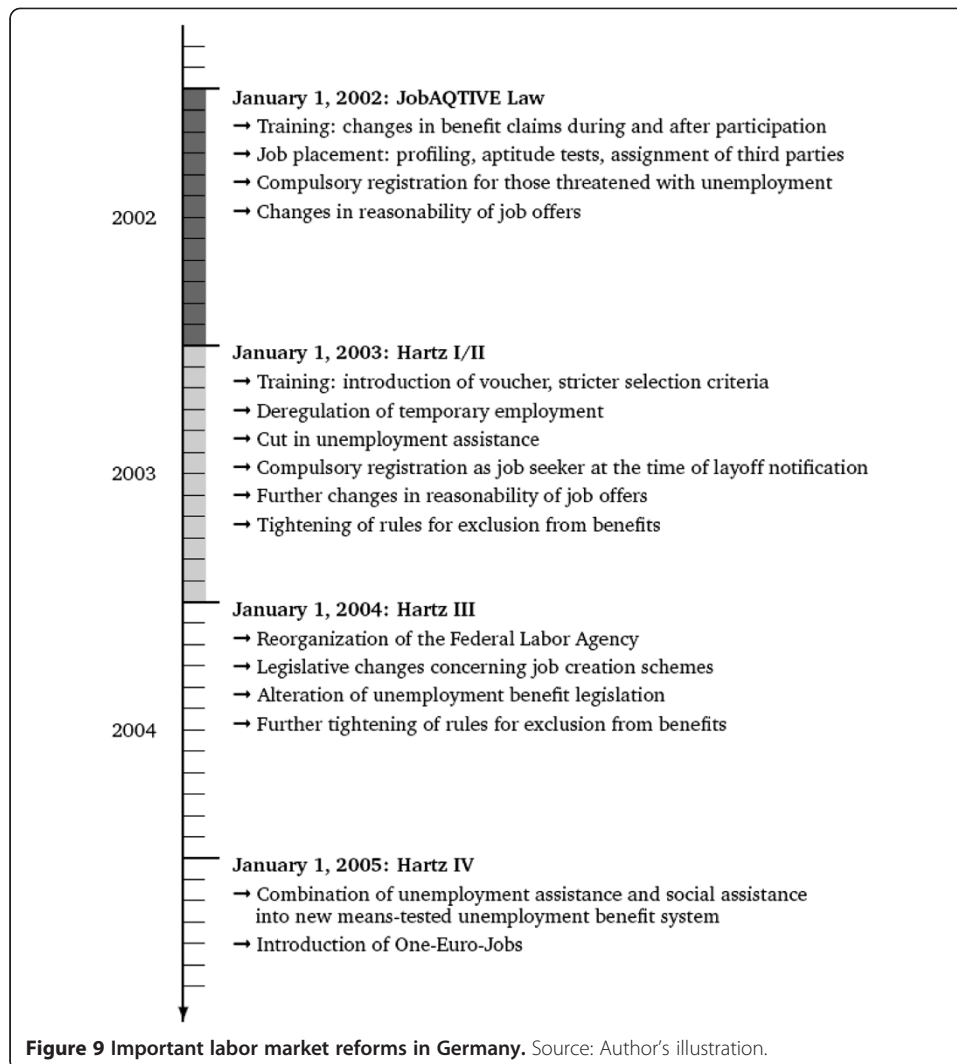 January 1, 2002: JobAQTIVE Law
→ Training: changes in benefit claims during and after participation
→ Job placement: profiling, aptitude tests, assignment of third parties
→ Compulsory registration for those threatened with unemployment
2002
→ Changes in reasonability of job offers
January 1, 2003: Hartz I/II
→ Training: introduction of voucher, stricter selection criteria
→ Deregulation of temporary employment
→ Cut in unemployment assistance
2003
→ Compulsory registration as job seeker at the time of layoff notification
→ Further changes in reasonability of job offers
→ Tightening of rules for exclusion from benefits
January 1, 2004: Hartz III
→ Reorganization of the Federal Labor Agency
→ Legislative changes concerning job creation schemes
→ Alteration of unemployment benefit legislation
2004
→ Further tightening of rules for exclusion from benefits
January 1, 2005: Hartz IV
→ Combination of unemployment assistance and social assistance
into new means-tested unemployment benefit system
→ Introduction of One-Euro-Jobs
Figure 9 Important labor market reforms in Germany. Source: Author's illustration.